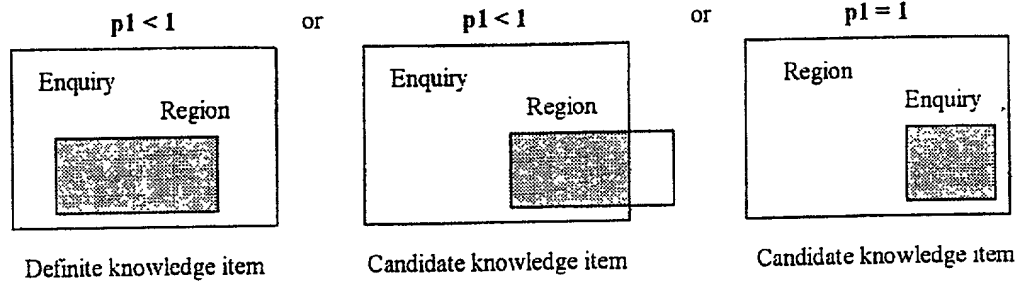 p1 < 1 or p1 < 1 or p1 = 1
Enquiry
Region
Enquiry
Region
Region
Enquiry
Definite knowledge item
Candidate knowledge item
Candidate knowledge item